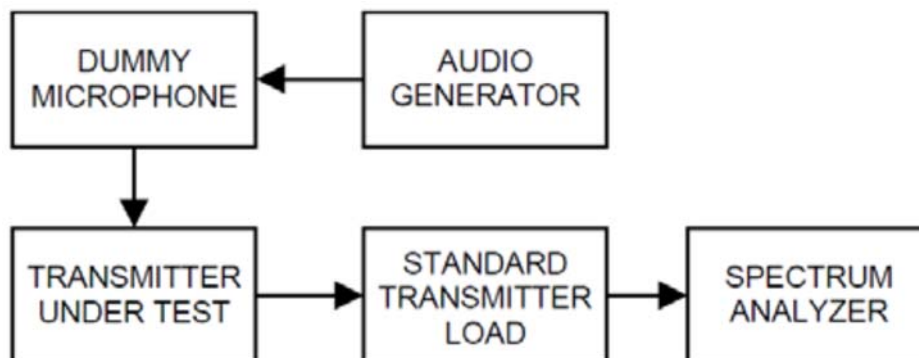 DUMMY
MICROPHONE
AUDIO
GENERATOR
TRANSMITTER
UNDER TEST
STANDARD
TRANSMITTER
LOAD
SPECTRUM
ANALYZER